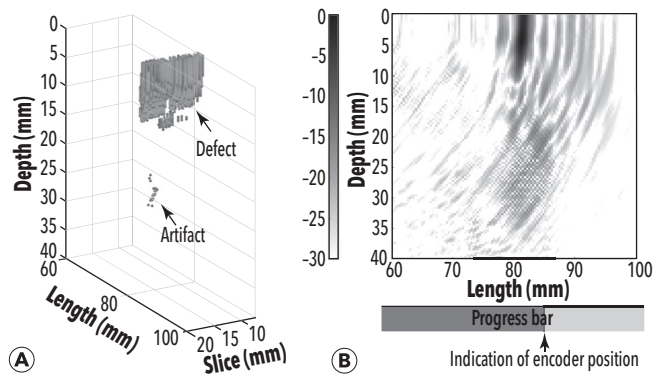 0
5
10
15
20
25
30
35
40
Depth (mm)
60
80
100
Length (mm)
20 15 10
Slice (mm)
Defect
Artifact
A
0
−5
−10
−15
−20
−25
−30
0
5
10
15
20
25
30
35
40
Depth (mm)
60 70 80 90 100
Length (mm)
Progress bar
Indication of encoder position
B